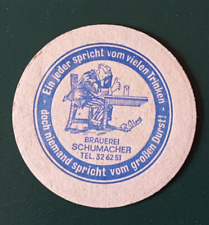 - Ein jeder spricht vom vielen Trinken -
doch niemand spricht vom großen Durst!
BRAUEREI
SCHUMACHER
TEL. 32 62 51